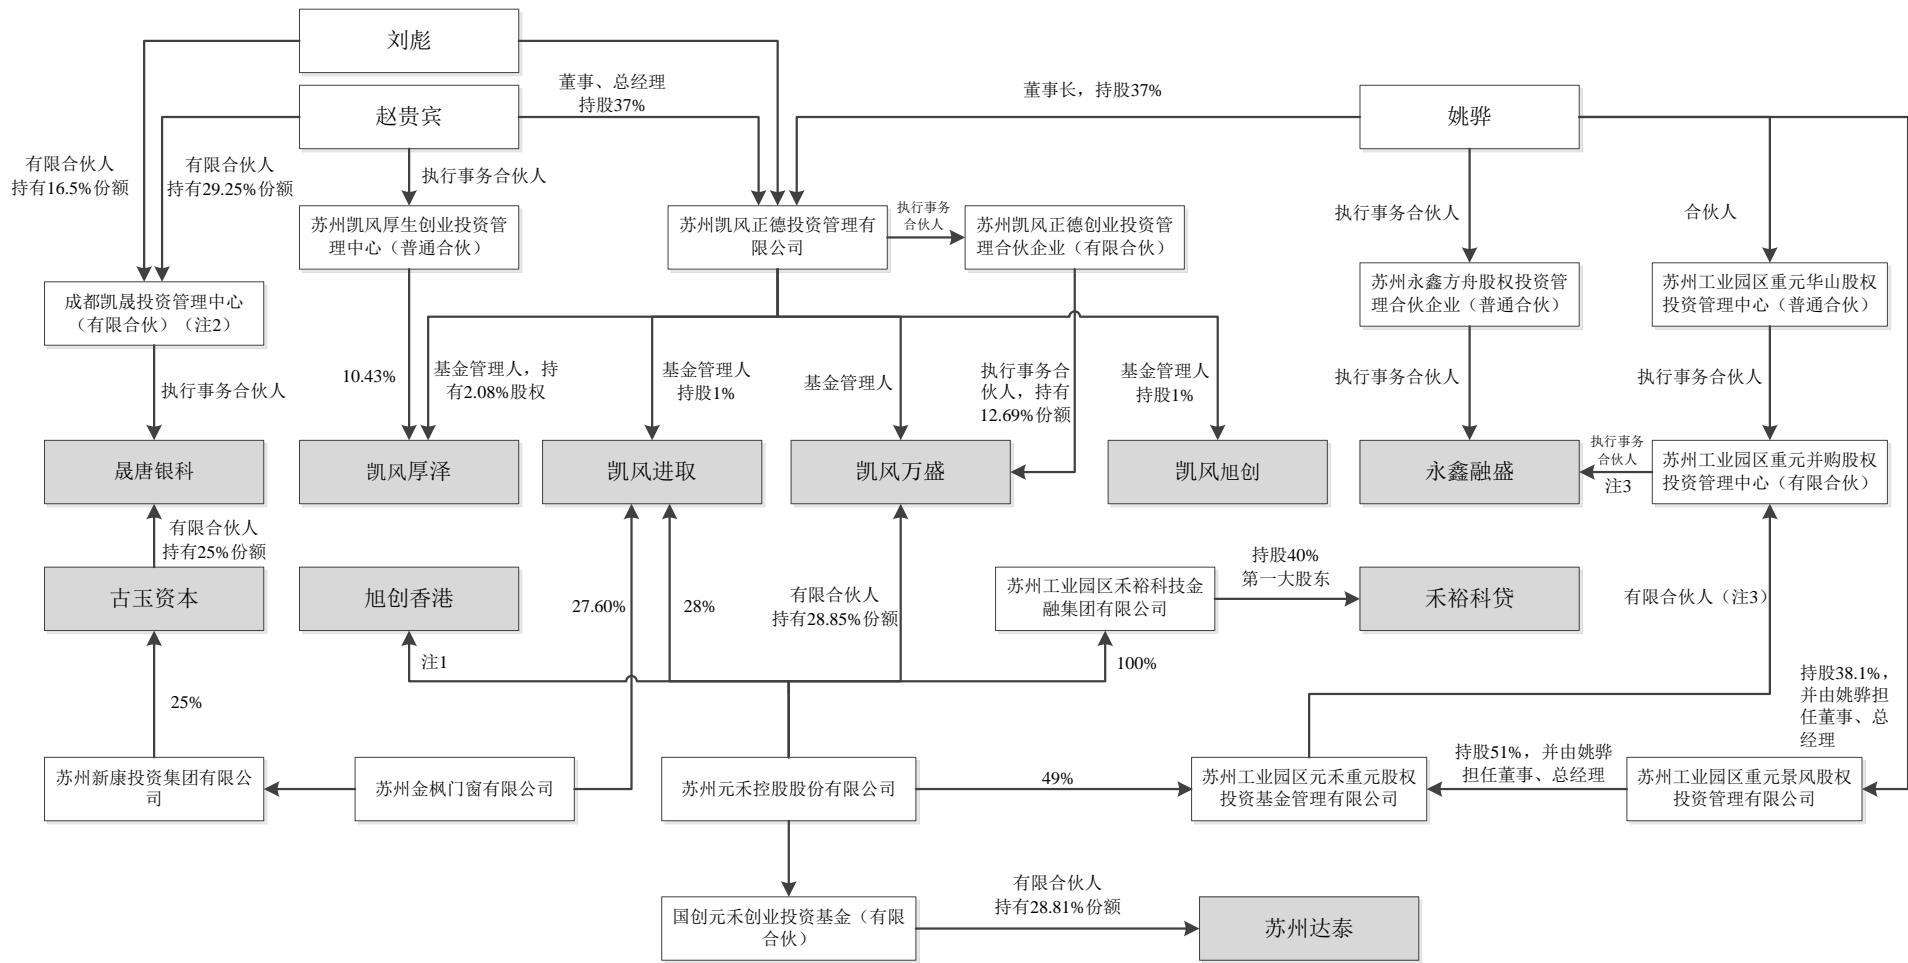 刘彪
赵贵宾
董事、总经理
持股37%
董事长，持股37%
姚骅
有限合伙人
持有16.5%份额
有限合伙人
持有29.25%份额
执行事务合伙人
苏州凯风厚生创业投资管
理中心（普通合伙）
苏州凯风正德投资管理有
限公司
执行事务
合伙人
苏州凯风正德创业投资管
理合伙企业（有限合伙）
执行事务合伙人
合伙人
成都凯晟投资管理中心
（有限合伙）（注2）
苏州永鑫方舟股权投资管
理合伙企业（普通合伙）
苏州工业园区重元华山股权
投资管理中心（普通合伙）
执行事务合伙人
10.43%
基金管理人，持
有2.08%股权
基金管理人
持股1%
基金管理人
执行事务合
伙人，持有
12.69%份额
基金管理人
持股1%
执行事务合伙人
执行事务合伙人
晟唐银科
凯风厚泽
凯风进取
凯风万盛
凯风旭创
永鑫融盛
执行事务
合伙人
注3
苏州工业园区重元并购股权
投资管理中心（有限合伙）
有限合伙人
持有25%份额
古玉资本
旭创香港
27.60%
28%
有限合伙人
持有28.85%份额
苏州工业园区禾裕科技金
融集团有限公司
持股40%
第一大股东
禾裕科贷
有限合伙人（注3）
注1
100%
25%
持股38.1%，
并由姚骅担
任董事、总
经理
苏州新康投资集团有限公
司
苏州金枫门窗有限公司
苏州元禾控股股份有限公司
49%
苏州工业园区元禾重元股权
投资基金管理有限公司
持股51%，并由姚骅
担任董事、总经理
苏州工业园区重元景风股权
投资管理有限公司
国创元禾创业投资基金（有限
合伙）
有限合伙人
持有28.81%份额
苏州达泰